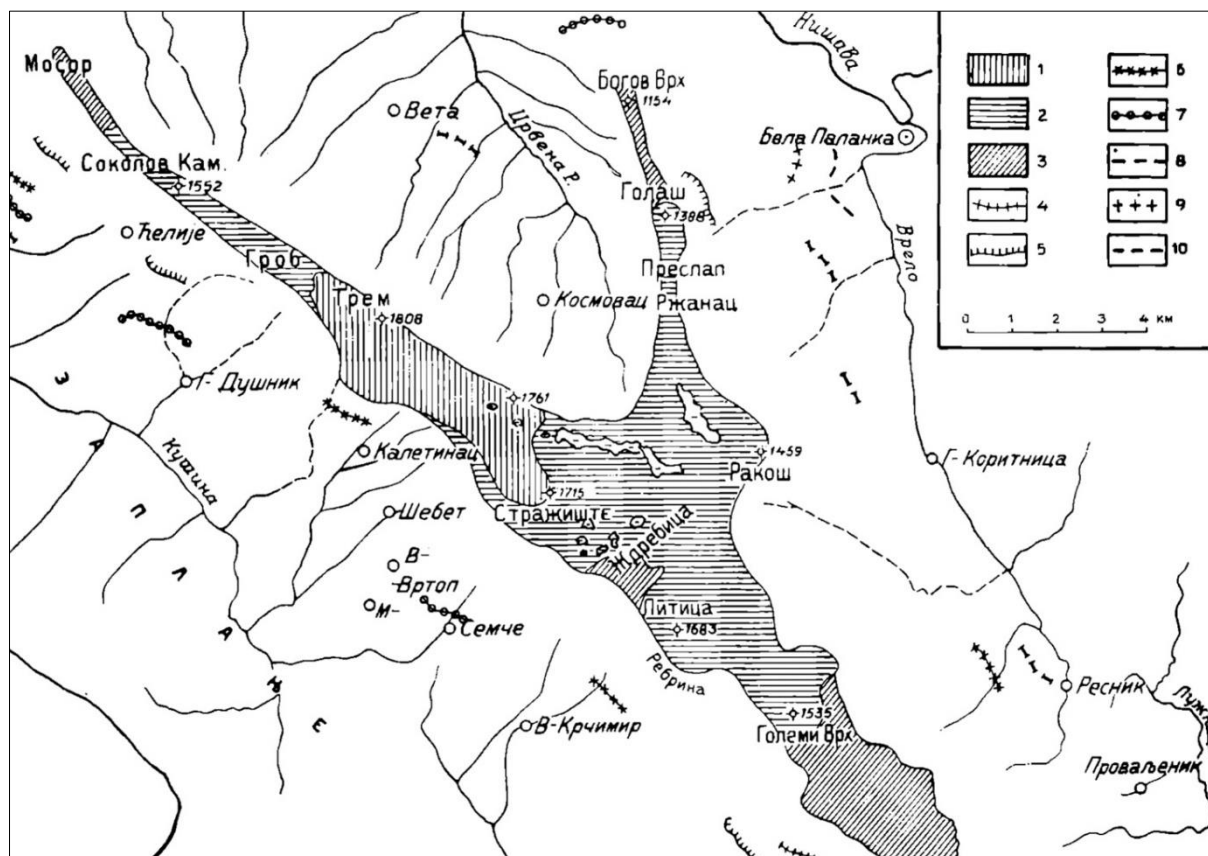 Мосор
Соколов Кам.
1552
Вета
Црвена Р.
Богов Врх
1154
Нишава
Бела Паланка
Голаш
1388
Преслап
Ржанац
Врело
Ћелије
Гроб
Трем
1808
Космовац
1761
Г- Душник
Калетинац
Кутина
Шебет
В-
Вртоп
М-
Семче
1715
Стражиште
Ждребица
Ракош
1459
Г- Коритница
Литица
1683
Ребрина
В-Крчимир
1535
Големи Врх
Ресник
Проваљеник
ЗАПЛАЊЕ
1
2
3
4
5
6
7
8
9
10
0 1 2 3 4 км